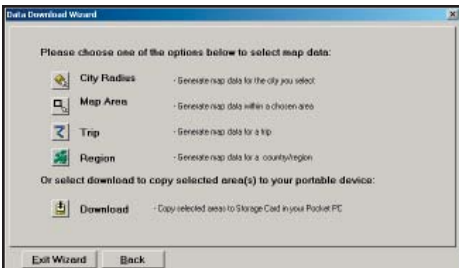 Data Download Wizard
Please choose one of the options below to select map data:
City Radius - Generate map data for the city you select
Map Area - Generate map data within a chosen area
Trip - Generate map data for a trip
Region - Generate map data for a county/region
Or select download to copy selected area(s) to your portable device:
Download - Copy selected areas to Storage Card in your Pocket PC
Exit Wizard Back